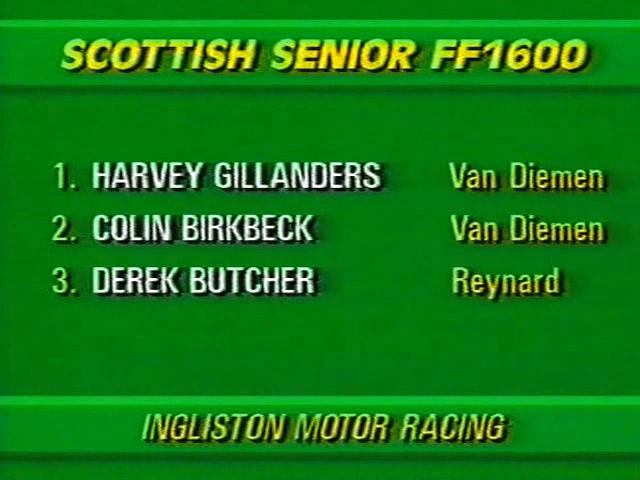 SCOTTISH SENIOR FF1600
1. HARVEY GILLANDERS Van Diemen
2. COLIN BIRKBECK Van Diemen
3. DEREK BUTCHER Reynard
INGLISTON MOTOR RACING